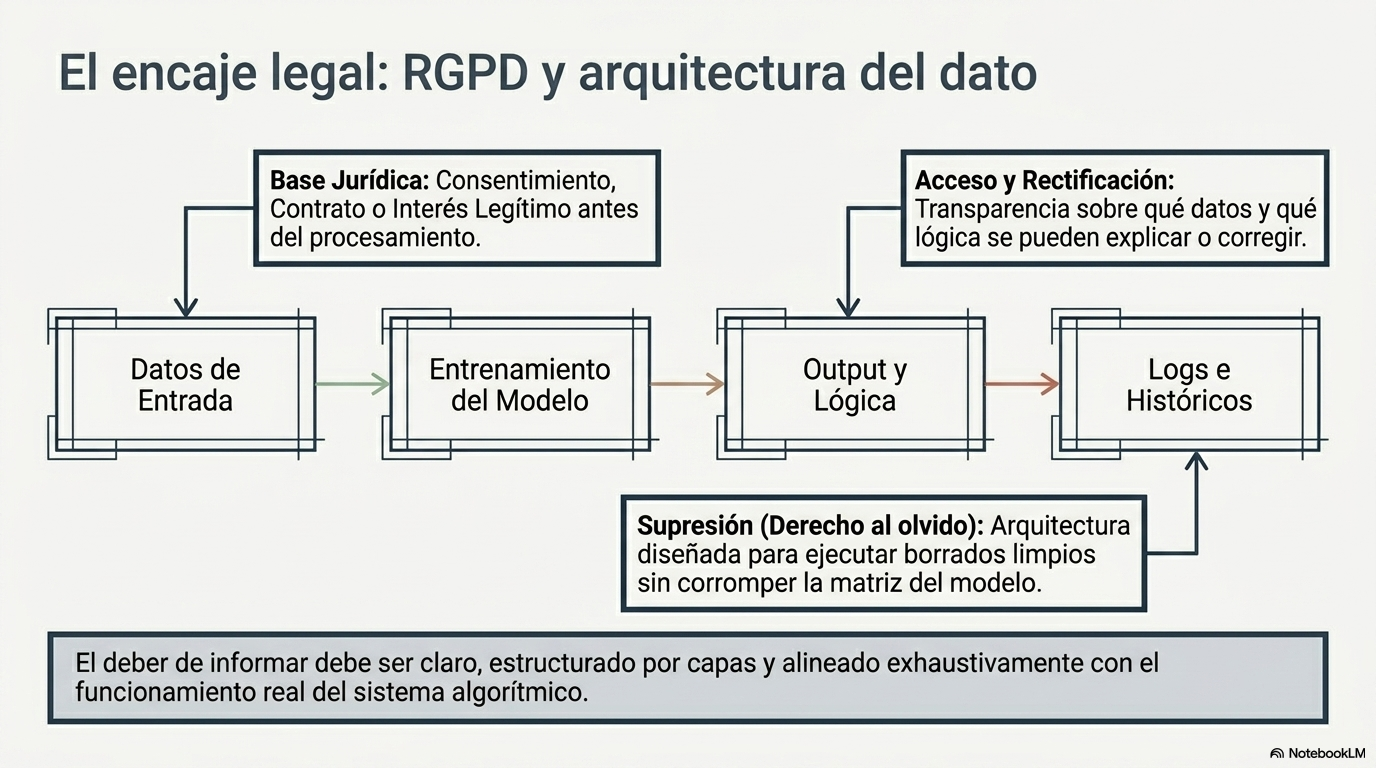 El encaje legal: RGPD y arquitectura del dato
Base Jurídica: Consentimiento,
Contrato o Interés Legítimo antes
del procesamiento.
Acceso y Rectificación:
Transparencia sobre qué datos y qué
lógica se pueden explicar o corregir.
Datos de
Entrada
Entrenamiento
del Modelo
Output y
Lógica
Logs e
Históricos
Supresión (Derecho al olvido): Arquitectura
diseñada para ejecutar borrados limpios
sin corromper la matriz del modelo.
El deber de informar debe ser claro, estructurado por capas y alineado exhaustivamente con el
funcionamiento real del sistema algorítmico.
NotebookLM